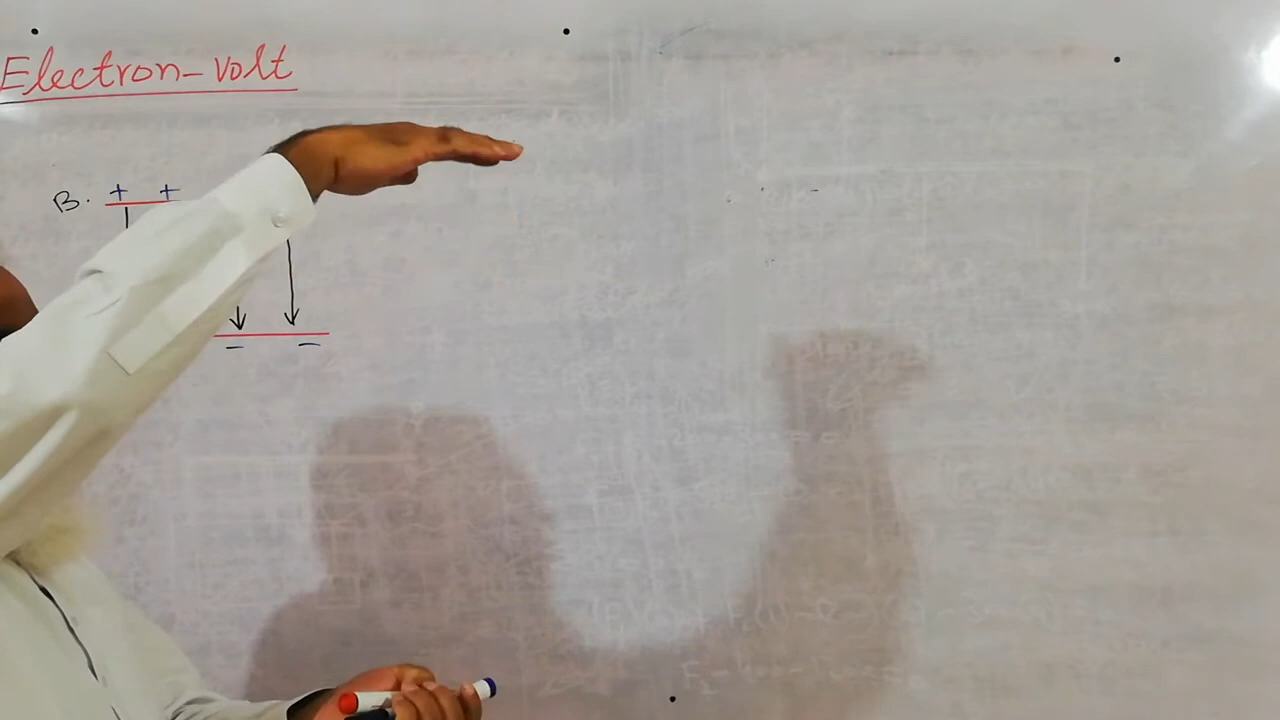 Electron-volt
B. + +
- -